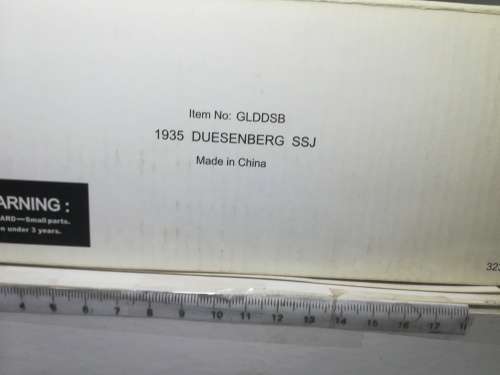 Item No: GLDDSB
1935 DUESENBERG SSJ
Made in China
ARNING :
ARD—Small parts.
n under 3 years.
323
4 5 6 7 8 9 10 11 12 13 14 15 16 17